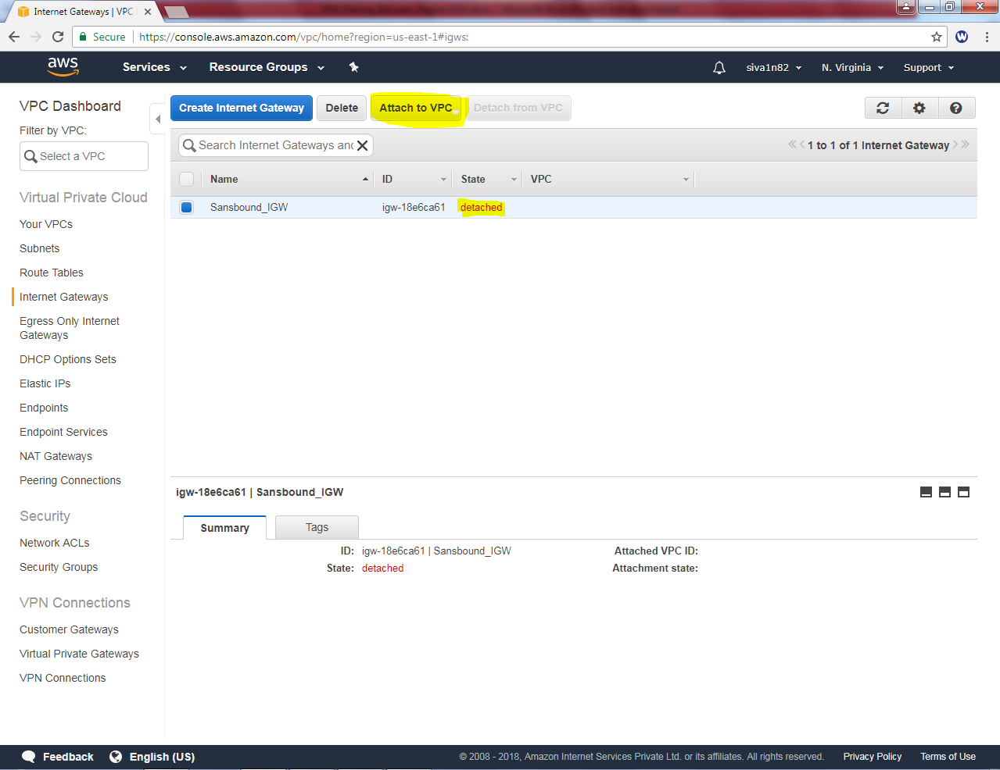 Internet Gateways | VPC
Secure https://console.aws.amazon.com/vpc/home?region=us-east-1#igws:
W
aws Services Resource Groups siva1n82 N. Virginia Support
VPC Dashboard
Filter by VPC:
Select a VPC
Virtual Private Cloud
Your VPCs
Subnets
Route Tables
Internet Gateways
Egress Only Internet
Gateways
DHCP Options Sets
Elastic IPs
Endpoints
Endpoint Services
NAT Gateways
Peering Connections
Security
Network ACLs
Security Groups
VPN Connections
Customer Gateways
Virtual Private Gateways
VPN Connections
Create Internet Gateway Delete Attach to VPC Detach from VPC
Search Internet Gateways and 1 to 1 of 1 Internet Gateway
Name ID State VPC
Sansbound_IGW igw-18e6ca61 detached
igw-18e6ca61 | Sansbound_IGW
Summary Tags
ID: igw-18e6ca61 | Sansbound_IGW Attached VPC ID:
State: detached Attachment state:
Feedback English (US) © 2008 - 2018, Amazon Internet Services Private Ltd. or its affiliates. All rights reserved. Privacy Policy Terms of Use